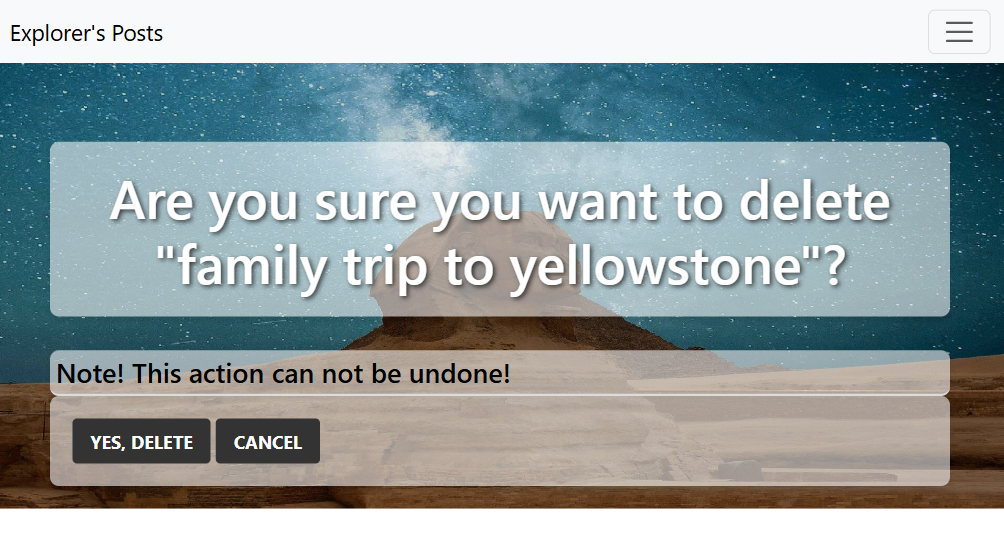 Explorer's Posts
Are you sure you want to delete
"family trip to yellowstone"?
Note! This action can not be undone!
YES, DELETE CANCEL